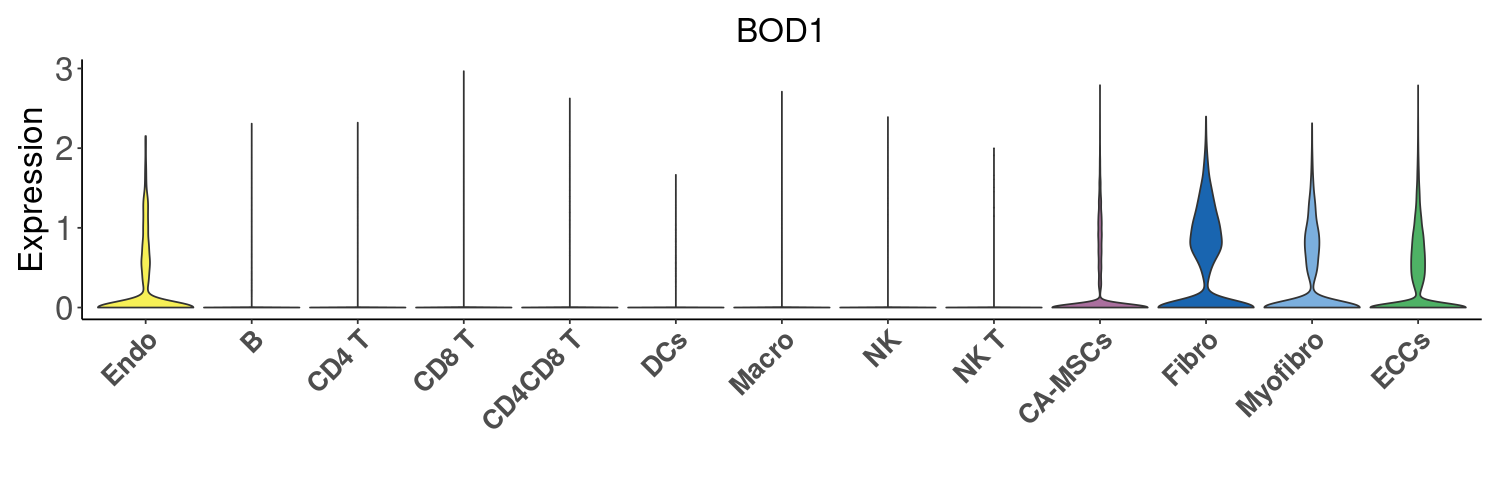 BOD1
Expression
3
2
1
0
Endo
B
CD4 T
CD8 T
CD4CD8 T
DCs
Macro
NK
NK T
CA-MSCs
Fibro
Myofibro
ECCs